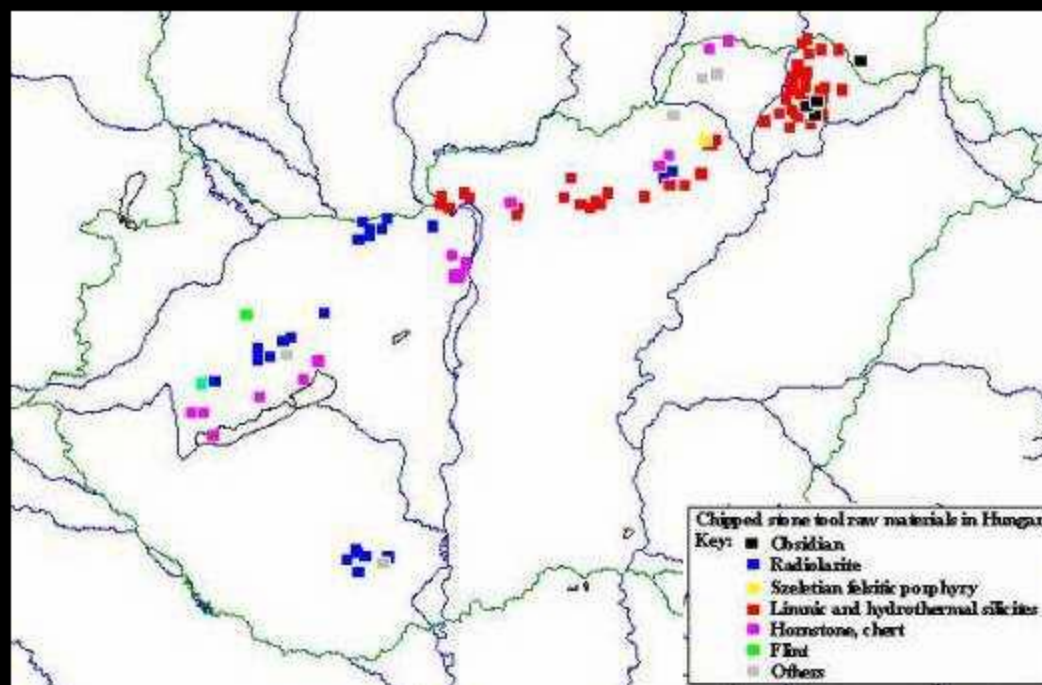 Chipped stone tool raw materials in Hungar
Key:
Obsidian
Radiolarite
Szeletian felsitic porphyry
Limnic and hydrothermal silicites
Hornstone, chert
Flint
Others